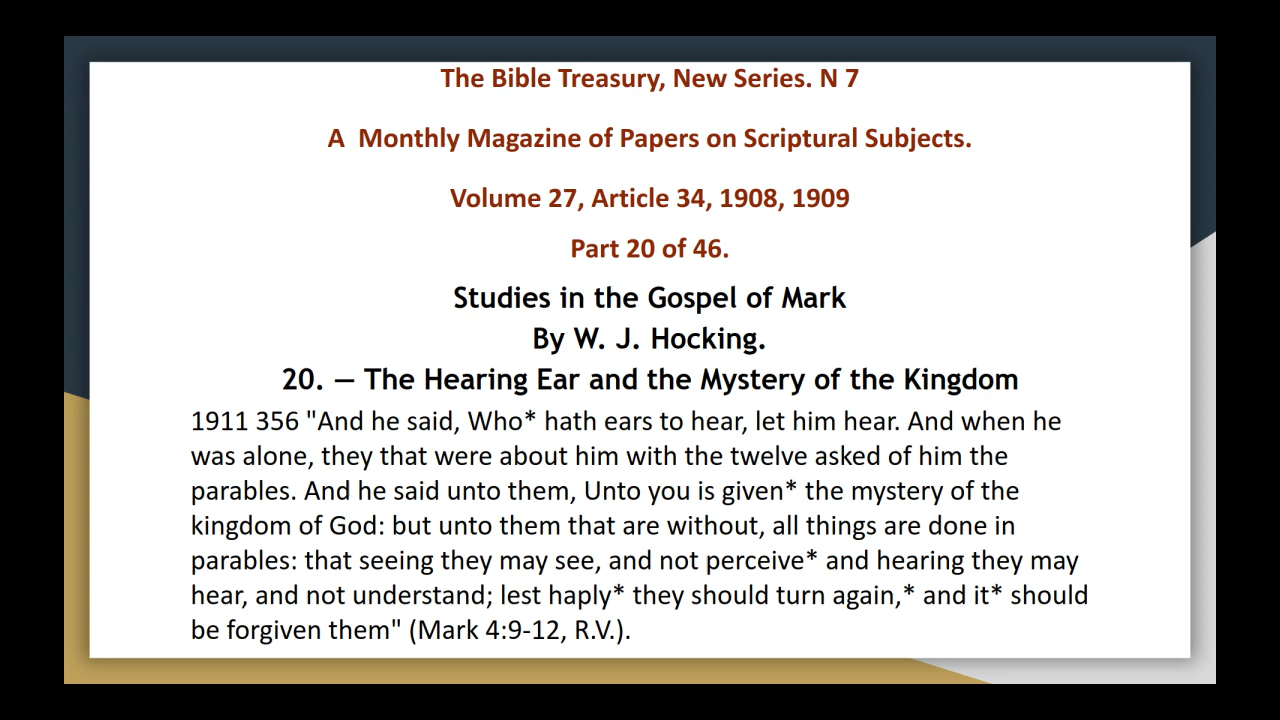 The Bible Treasury, New Series. N 7
A  Monthly Magazine of Papers on Scriptural Subjects.
Volume 27, Article 34, 1908, 1909
Part 20 of 46.
Studies in the Gospel of Mark
By W. J. Hocking.
20. — The Hearing Ear and the Mystery of the Kingdom
1911 356 "And he said, Who* hath ears to hear, let him hear. And when he
was alone, they that were about him with the twelve asked of him the
parables. And he said unto them, Unto you is given* the mystery of the
kingdom of God: but unto them that are without, all things are done in
parables: that seeing they may see, and not perceive* and hearing they may
hear, and not understand; lest haply* they should turn again,* and it* should
be forgiven them" (Mark 4:9-12, R.V.).